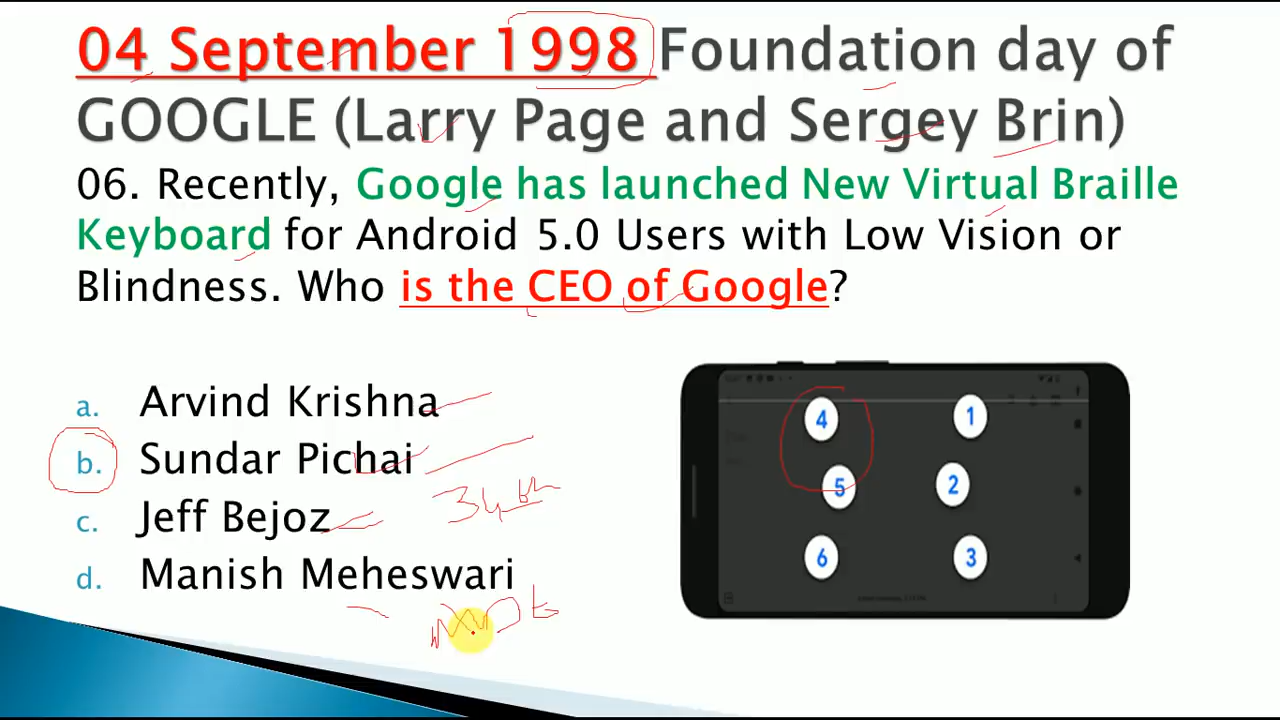 04 September 1998 Foundation day of
GOOGLE (Larry Page and Sergey Brin)
06. Recently, Google has launched New Virtual Braille
Keyboard for Android 5.0 Users with Low Vision or
Blindness. Who is the CEO of Google?
a. Arvind Krishna
b. Sundar Pichai
c. Jeff Bejoz
d. Manish Meheswari
4 1
5 2
6 3